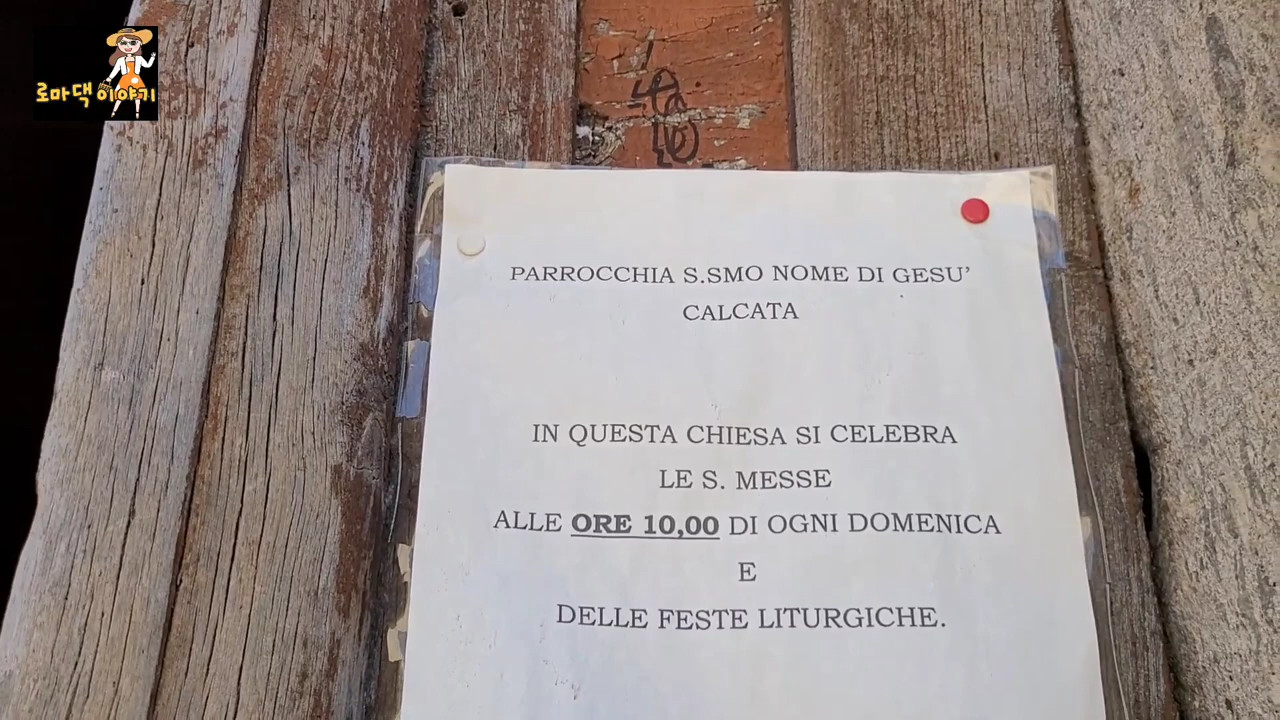 로마댁 이야기
PARROCCHIA S.SMO NOME DI GESU’
CALCATA
IN QUESTA CHIESA SI CELEBRA
LE S. MESSE
ALLE ORE 10,00 DI OGNI DOMENICA
E
DELLE FESTE LITURGICHE.